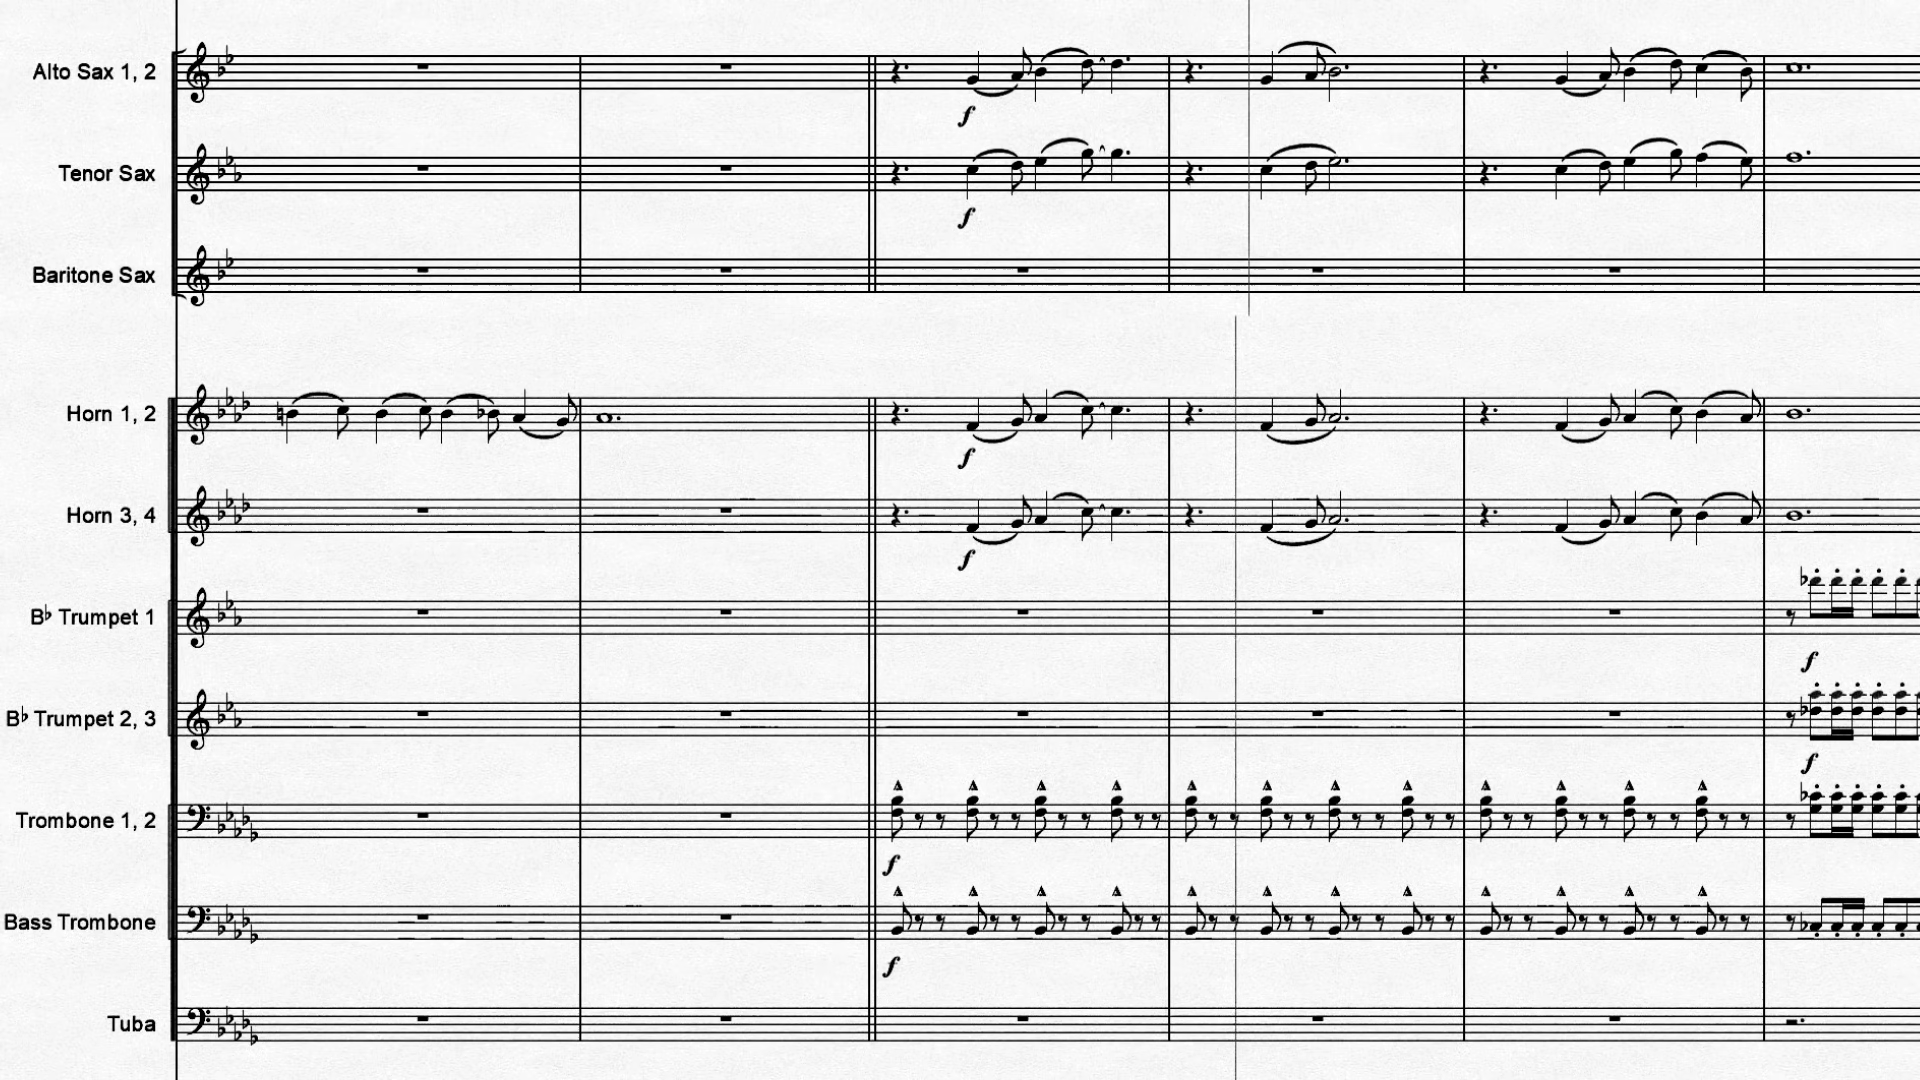 Alto Sax 1, 2
f
Tenor Sax
f
Baritone Sax
Horn 1, 2
f
Horn 3, 4
f
B♭ Trumpet 1
f
B♭ Trumpet 2, 3
f
Trombone 1, 2
f
Bass Trombone
f
Tuba